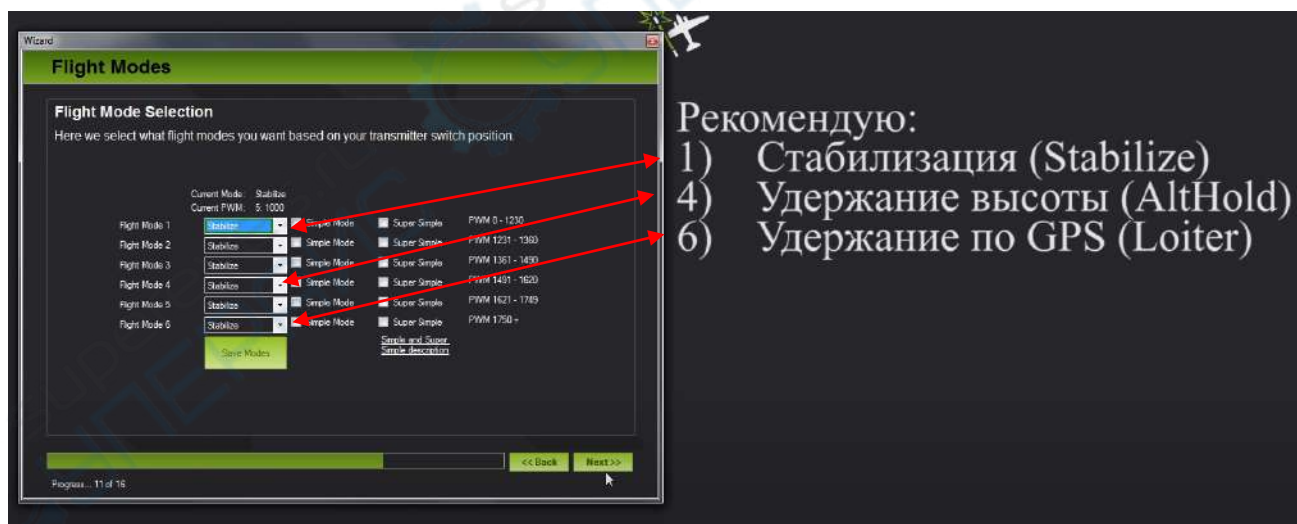 Wizard
Flight Modes
Flight Mode Selection
Here we select what flight modes you want based on your transmitter switch position.
Current Mode: Stabilize
Current PWM: 5: 1000
Flight Mode 1 Stabilize Simple Mode Super Simple PWM 0 - 1230
Flight Mode 2 Stabilize Simple Mode Super Simple PWM 1231 - 1360
Flight Mode 3 Stabilize Simple Mode Super Simple PWM 1361 - 1490
Flight Mode 4 Stabilize Simple Mode Super Simple PWM 1491 - 1620
Flight Mode 5 Stabilize Simple Mode Super Simple PWM 1621 - 1749
Flight Mode 6 Stabilize Simple Mode Super Simple PWM 1750 +
Save Modes
Simple and Super
Simple description
<< Back Next >>
Progress... 11 of 16
Рекомендую:
1) Стабилизация (Stabilize)
4) Удержание высоты (AltHold)
6) Удержание по GPS (Loiter)